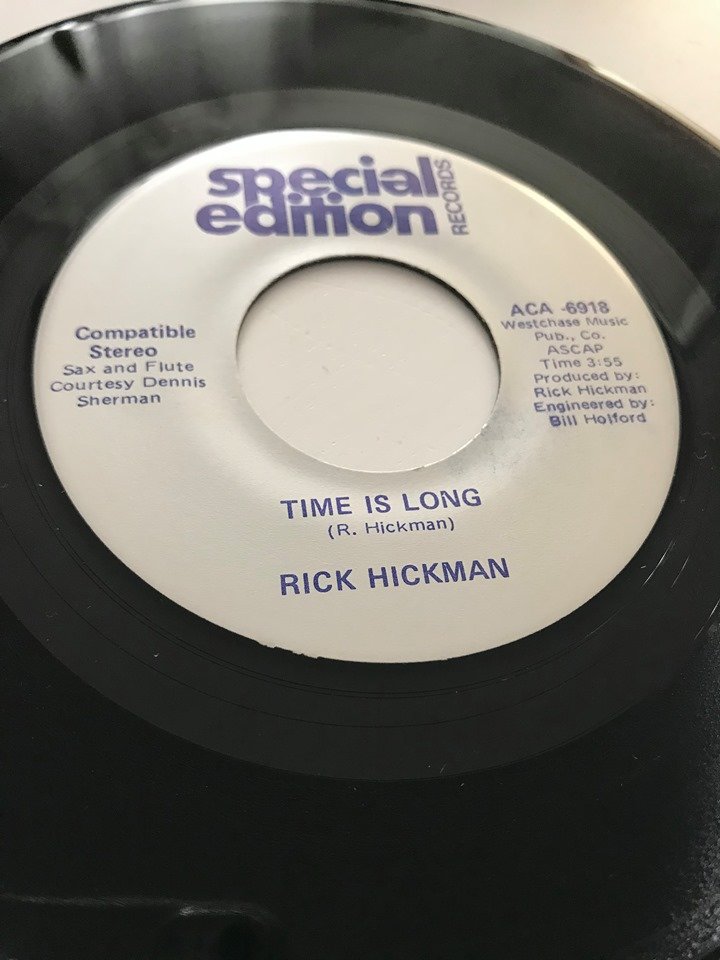 special
edition
RECORDS
Compatible
Stereo
Sax and Flute
Courtesy Dennis
Sherman
ACA -6918
Westchase Music
Pub., Co.
ASCAP
Time 3:55
Produced by:
Rick Hickman
Engineered by:
Bill Holford
TIME IS LONG
(R. Hickman)
RICK HICKMAN